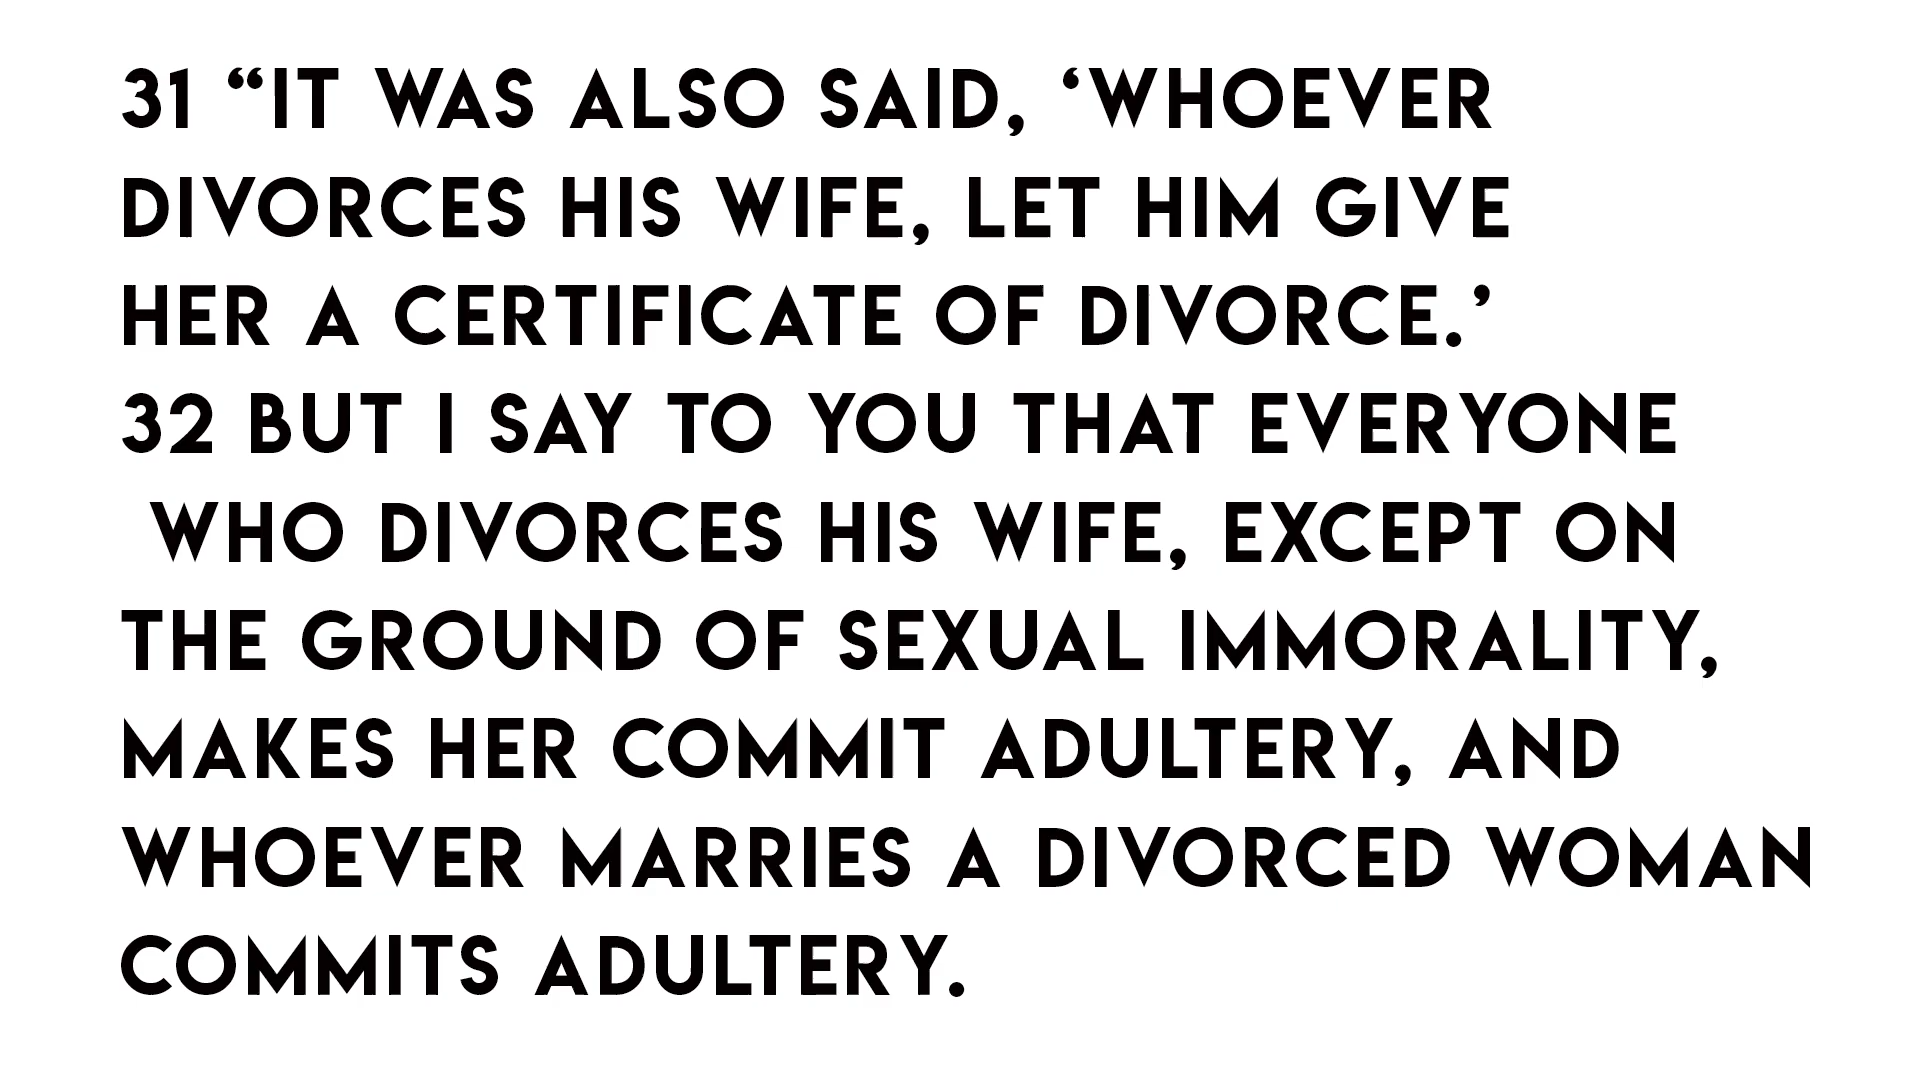 31 “IT WAS ALSO SAID, ‘WHOEVER
DIVORCES HIS WIFE, LET HIM GIVE
HER A CERTIFICATE OF DIVORCE.’
32 BUT I SAY TO YOU THAT EVERYONE
WHO DIVORCES HIS WIFE, EXCEPT ON
THE GROUND OF SEXUAL IMMORALITY,
MAKES HER COMMIT ADULTERY, AND
WHOEVER MARRIES A DIVORCED WOMAN
COMMITS ADULTERY.